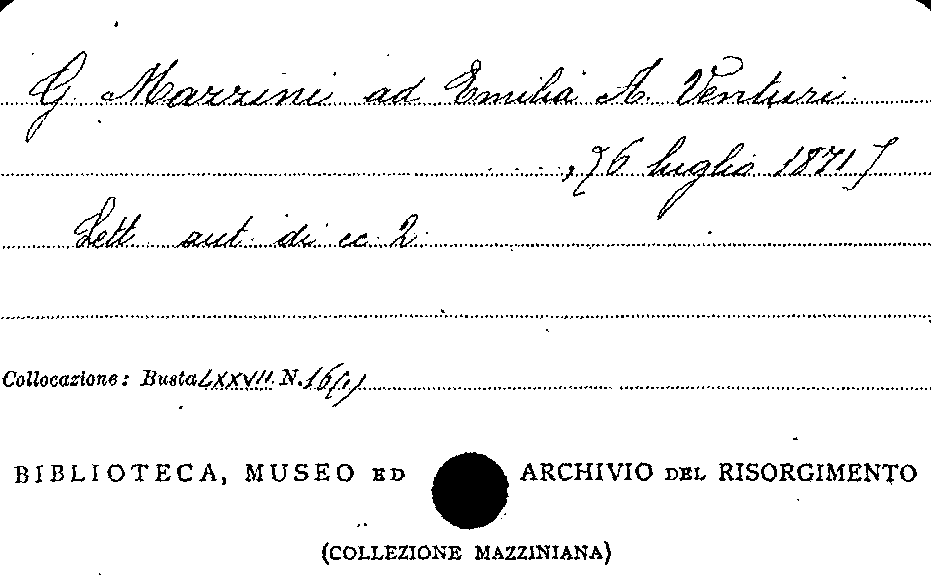 G. Mazzini ad Emilia A. Venturi
, [6 luglio 1871]
Lett. aut. di cc. 2
Collocazione: Busta LXXVII N. 16(1)
BIBLIOTECA, MUSEO ED ARCHIVIO DEL RISORGIMENTO
(COLLEZIONE MAZZINIANA)